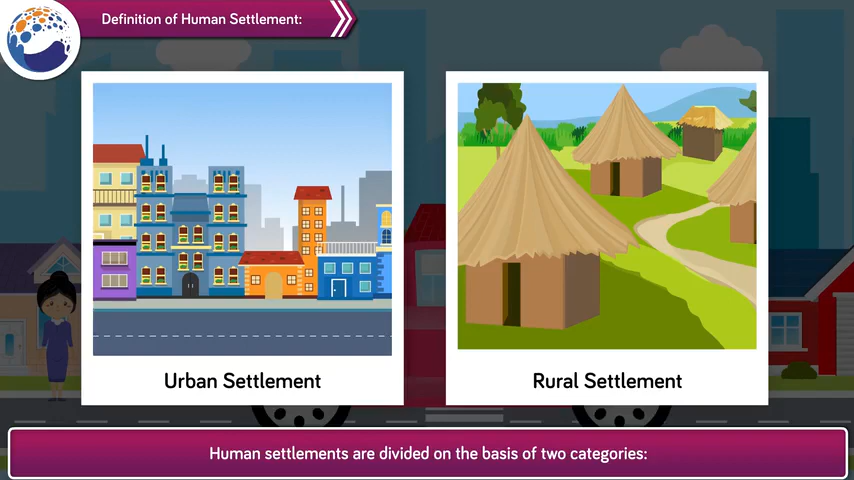 Definition of Human Settlement:
Urban Settlement
Rural Settlement
Human settlements are divided on the basis of two categories: